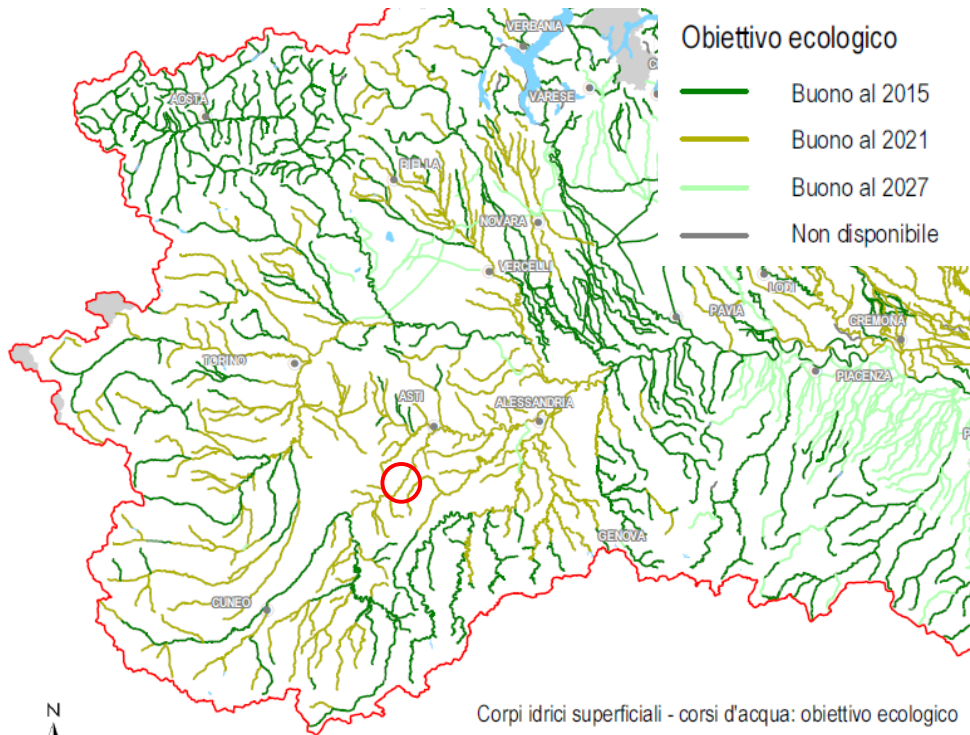 VERBANIA
Obiettivo ecologico
VARESE
C
Buono al 2015
AOSTA
Buono al 2021
BIELLA
Buono al 2027
NOVARA
Non disponibile
VERCELLI
LODI
PAVIA
CREMONA
TORINO
PIACENZA
ASTI
ALESSANDRIA
P
GENOVA
CUNEO
N
Corpi idrici superficiali - corsi d'acqua: obiettivo ecologico